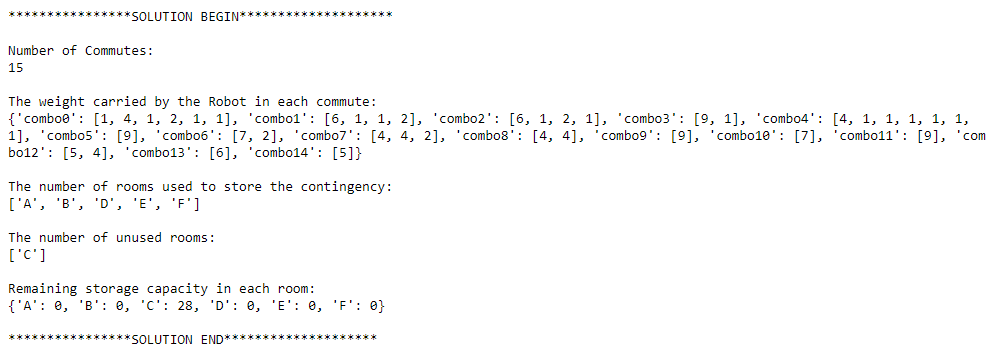 ****************SOLUTION BEGIN********************
Number of Commutes:
15
The weight carried by the Robot in each commute:
{'combo0': [1, 4, 1, 2, 1, 1], 'combo1': [6, 1, 1, 2], 'combo2': [6, 1, 2, 1], 'combo3': [9, 1], 'combo4': [4, 1, 1, 1, 1, 1,
1], 'combo5': [9], 'combo6': [7, 2], 'combo7': [4, 4, 2], 'combo8': [4, 4], 'combo9': [9], 'combo10': [7], 'combo11': [9], 'com
bo12': [5, 4], 'combo13': [6], 'combo14': [5]}
The number of rooms used to store the contingency:
['A', 'B', 'D', 'E', 'F']
The number of unused rooms:
['C']
Remaining storage capacity in each room:
{'A': 0, 'B': 0, 'C': 28, 'D': 0, 'E': 0, 'F': 0}
****************SOLUTION END********************